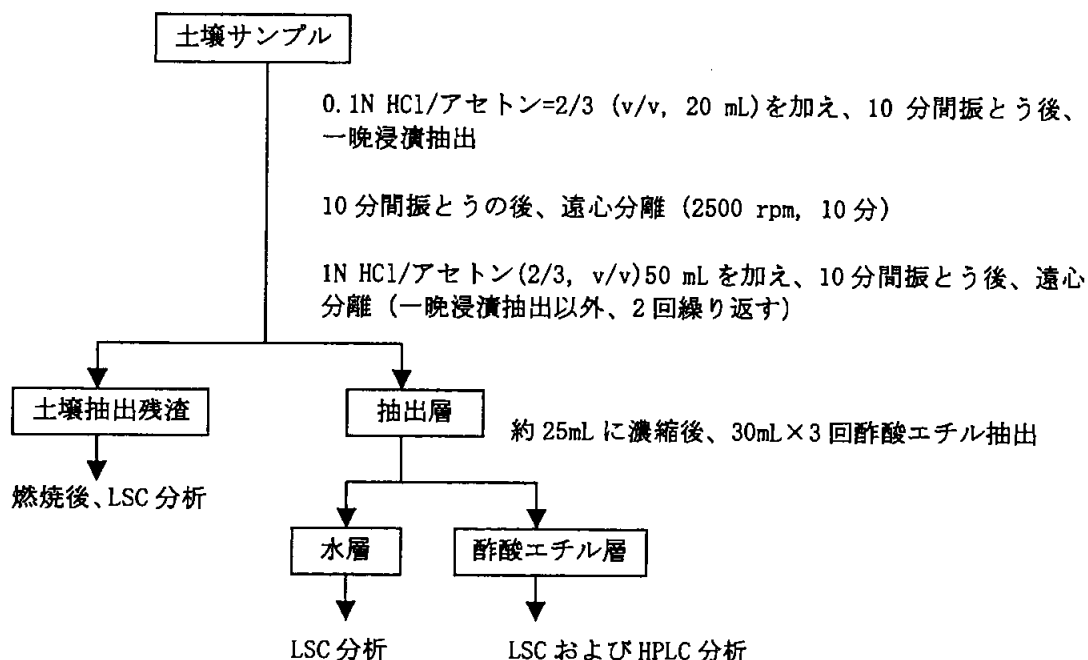 土壌サンプル
0.1N HCl/アセトン=2/3 (v/v, 20 mL)を加え、10 分間振とう後、
一晩浸漬抽出
10 分間振とうの後、遠心分離 (2500 rpm, 10 分)
1N HCl/アセトン(2/3, v/v)50 mL を加え、10 分間振とう後、遠心
分離 (一晩浸漬抽出以外、2 回繰り返す)
土壌抽出残渣
抽出層
約 25mL に濃縮後、30mL×3 回酢酸エチル抽出
燃焼後、LSC 分析
水層
酢酸エチル層
LSC 分析
LSC および HPLC 分析